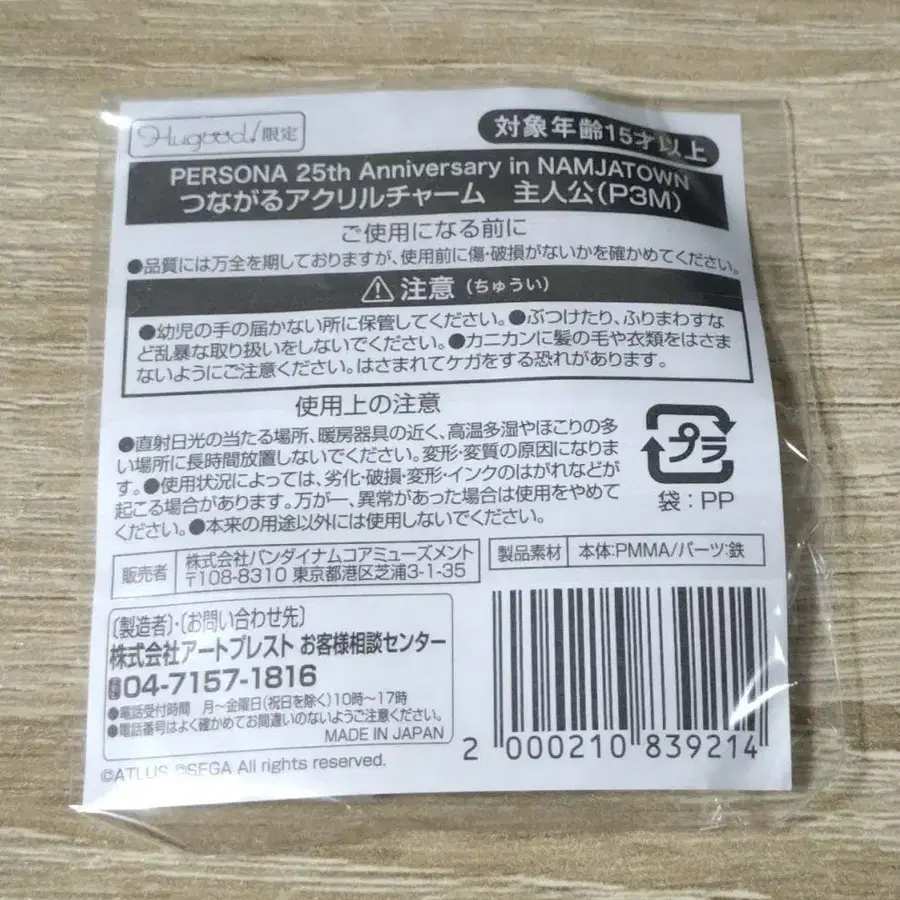 Hugood!限定
対象年齢15才以上
PERSONA 25th Anniversary in NAMJATOWN
つながるアクリルチャーム 主人公(P3M)
ご使用になる前に
●品質には万全を期しておりますが、使用前に傷・破損がないかを確かめてください。
⚠注意(ちゅうい)
●幼児の手の届かない所に保管してください。●ぶつけたり、ふりまわすな
ど乱暴な取り扱いをしないでください。●カニカンに髪の毛や衣類をはさま
ないようにご注意ください。はさまれてケガをする恐れがあります。
使用上の注意
●直射日光の当たる場所、暖房器具の近く、高温多湿やほこりの多
い場所に長時間放置しないでください。変形・変質の原因になりま
す。●使用状況によっては、劣化・破損・変形・インクのはがれなどが
起こる場合があります。万が一、異常があった場合は使用をやめて
ください。●本来の用途以外には使用しないでください。
プラ
袋:PP
販売者
株式会社バンダイナムコアミューズメント
〒108-8310 東京都港区芝浦3-1-35
製品素材 本体:PMMA/パーツ:鉄
〔製造者〕・〔お問い合わせ先〕
株式会社アートプレスト お客様相談センター
04-7157-1816
●電話受付時間 月〜金曜日(祝日を除く)10時〜17時
●電話番号はよく確かめてお間違いのないようご注意ください。
MADE IN JAPAN
©ATLUS ©SEGA All rights reserved.
2 000210 839214